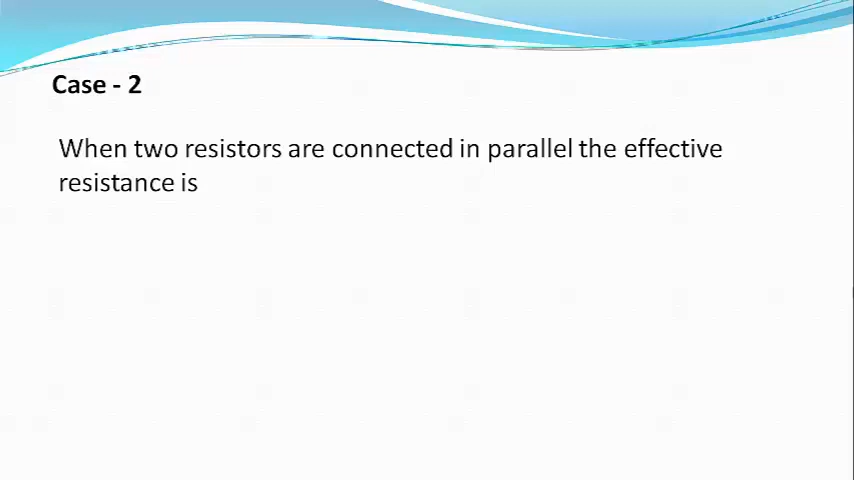 Case - 2
When two resistors are connected in parallel the effective
resistance is